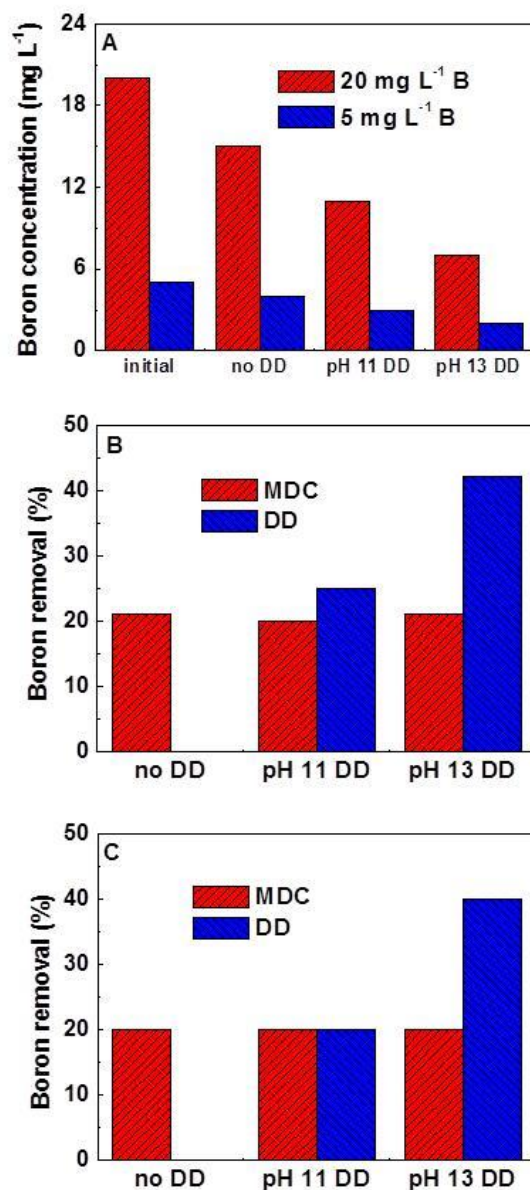 A
Boron concentration (mg L⁻¹)
24
18
12
6
0
20 mg L⁻¹ B
5 mg L⁻¹ B
initial no DD pH 11 DD pH 13 DD
B
Boron removal (%)
50
40
30
20
10
0
MDC
DD
no DD pH 11 DD pH 13 DD
C
Boron removal (%)
50
40
30
20
10
0
MDC
DD
no DD pH 11 DD pH 13 DD